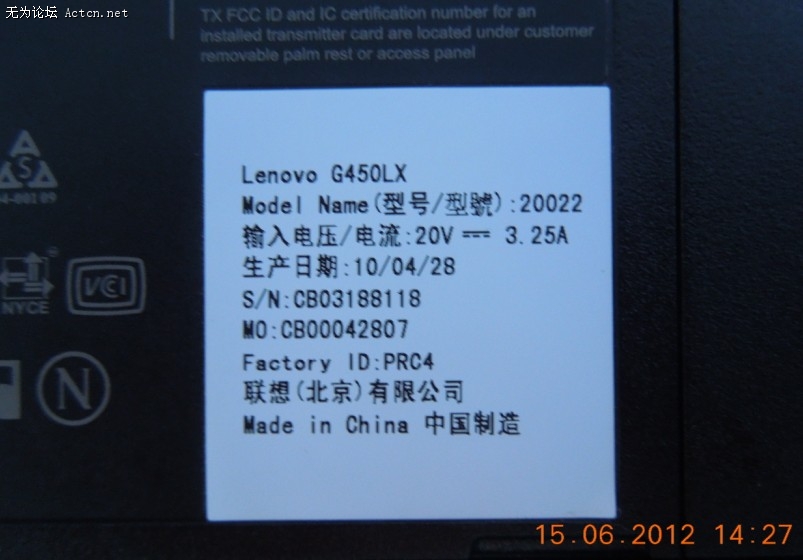 无为论坛 Actcn.net
TX FCC ID and IC certification number for an
installed transmitter card are located under customer
removable palm rest or access panel
Lenovo G450LX
Model Name(型号/型號):20022
输入电压/电流:20V ⎓ 3.25A
生产日期:10/04/28
S/N:CB03188118
MO:CB00042807
Factory ID:PRC4
联想(北京)有限公司
Made in China 中国制造
S
VCI
NYCE
N
15.06.2012 14:27